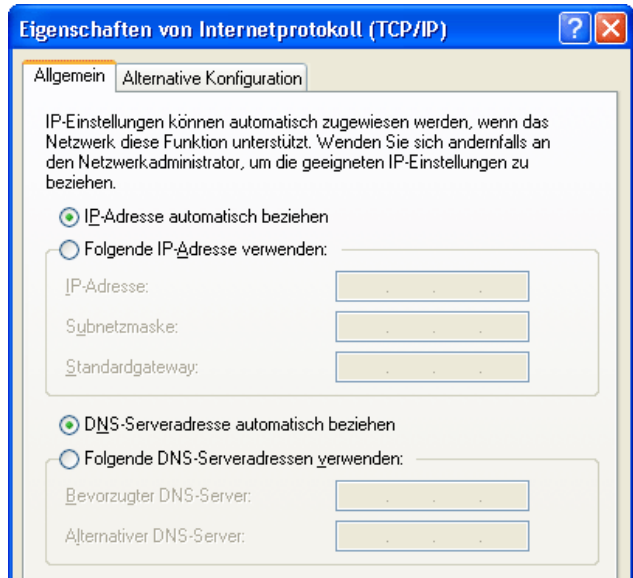 Eigenschaften von Internetprotokoll (TCP/IP)
Allgemein Alternative Konfiguration
IP-Einstellungen können automatisch zugewiesen werden, wenn das
Netzwerk diese Funktion unterstützt. Wenden Sie sich andernfalls an
den Netzwerkadministrator, um die geeigneten IP-Einstellungen zu
beziehen.
IP-Adresse automatisch beziehen
Folgende IP-Adresse verwenden:
IP-Adresse:
Subnetzmaske:
Standardgateway:
DNS-Serveradresse automatisch beziehen
Folgende DNS-Serveradressen verwenden:
Bevorzugter DNS-Server:
Alternativer DNS-Server: